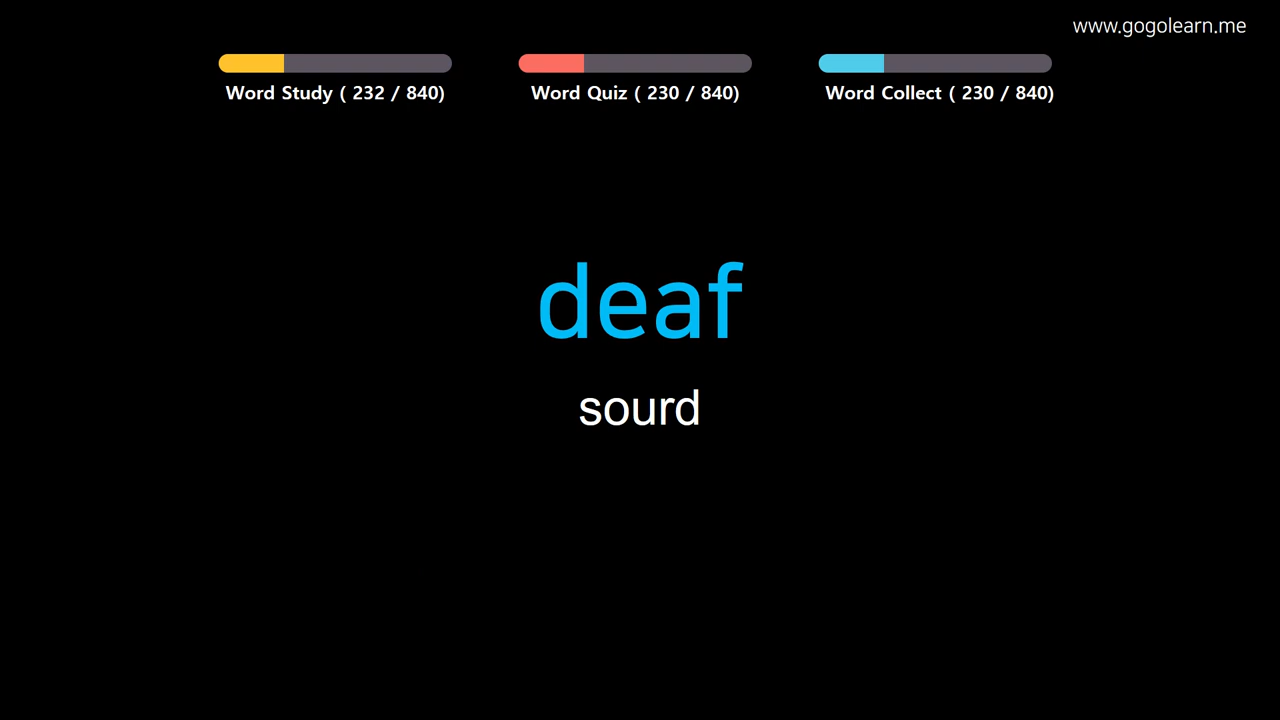 www.gogolearn.me
Word Study ( 232 / 840)
Word Quiz ( 230 / 840)
Word Collect ( 230 / 840)
deaf
sourd